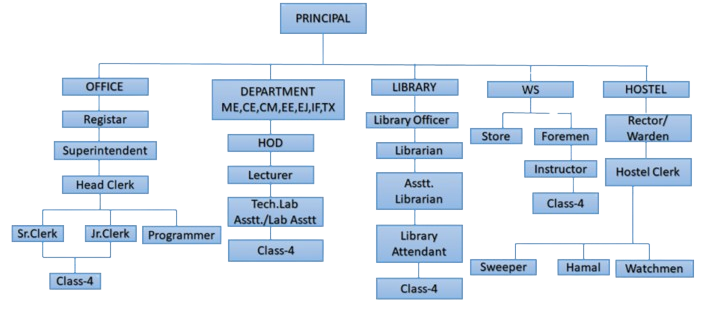 PRINCIPAL
OFFICE
Registar
Superintendent
Head Clerk
Sr.Clerk
Jr.Clerk
Programmer
Class-4
DEPARTMENT
ME,CE,CM,EE,EJ,IF,TX
HOD
Lecturer
Tech.Lab
Asstt./Lab Asstt
Class-4
LIBRARY
Library Officer
Librarian
Asstt.
Librarian
Library
Attendant
Class-4
WS
Store
Foremen
Instructor
Class-4
HOSTEL
Rector/
Warden
Hostel Clerk
Sweeper
Hamal
Watchmen